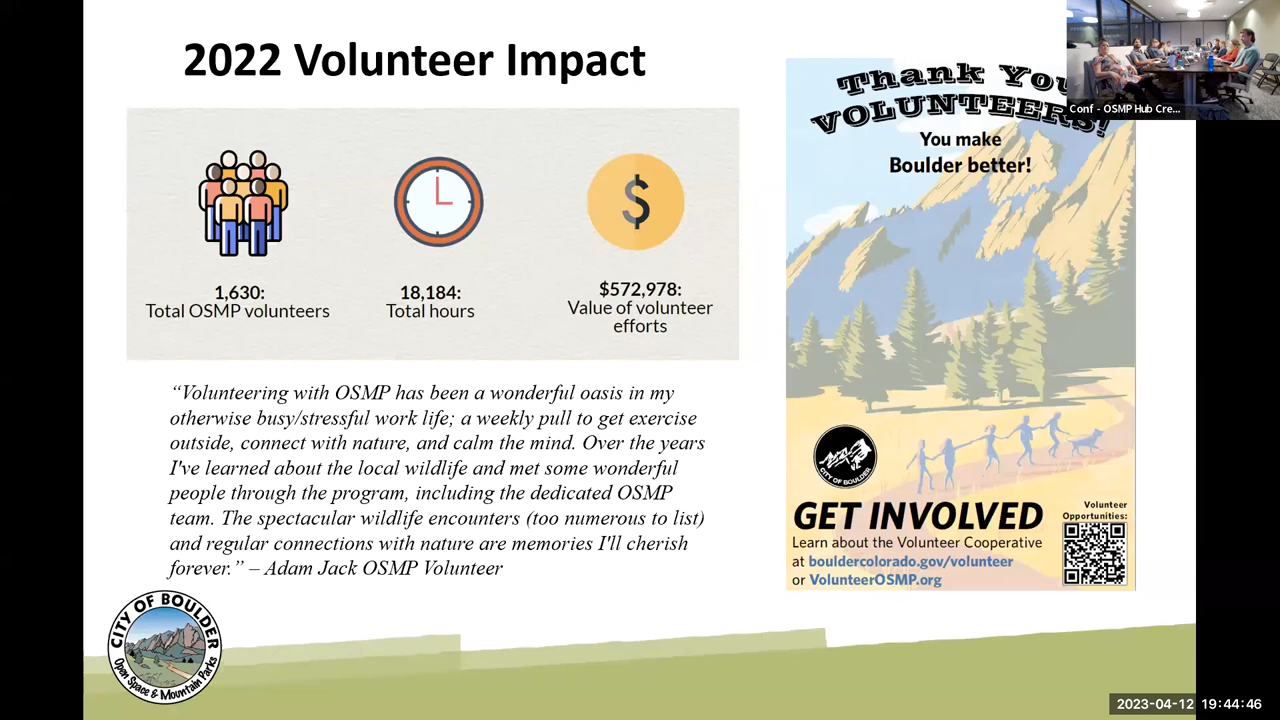 2022 Volunteer Impact
1,630:
Total OSMP volunteers
18,184:
Total hours
$
$572,978:
Value of volunteer
efforts
“Volunteering with OSMP has been a wonderful oasis in my
otherwise busy/stressful work life; a weekly pull to get exercise
outside, connect with nature, and calm the mind. Over the years
I've learned about the local wildlife and met some wonderful
people through the program, including the dedicated OSMP
team. The spectacular wildlife encounters (too numerous to list)
and regular connections with nature are memories I'll cherish
forever.” – Adam Jack OSMP Volunteer
CITY OF BOULDER
Open Space & Mountain Parks
Thank You
VOLUNTEERS!
You make
Boulder better!
CITY OF BOULDER
GET INVOLVED
Learn about the Volunteer Cooperative
at bouldercolorado.gov/volunteer
or VolunteerOSMP.org
Volunteer
Opportunities:
Conf - OSMP Hub Cre...
2023-04-12 19:44:46